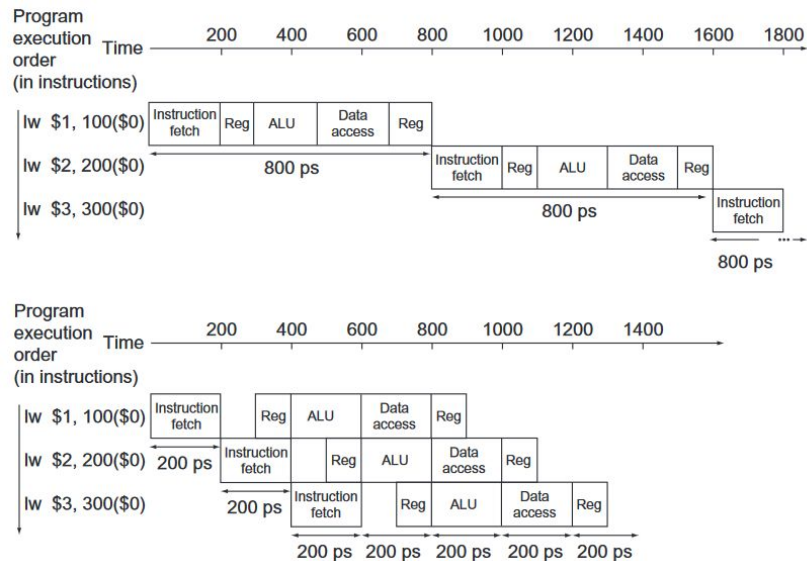 Program
execution
order
(in instructions)
Time
200 400 600 800 1000 1200 1400 1600 1800
lw $1, 100($0)
Instruction
fetch
Reg
ALU
Data
access
Reg
800 ps
lw $2, 200($0)
Instruction
fetch
Reg
ALU
Data
access
Reg
800 ps
lw $3, 300($0)
Instruction
fetch
...
800 ps
Program
execution
order
(in instructions)
Time
200 400 600 800 1000 1200 1400
lw $1, 100($0)
Instruction
fetch
Reg
ALU
Data
access
Reg
200 ps
lw $2, 200($0)
Instruction
fetch
Reg
ALU
Data
access
Reg
200 ps
lw $3, 300($0)
Instruction
fetch
Reg
ALU
Data
access
Reg
200 ps 200 ps 200 ps 200 ps 200 ps